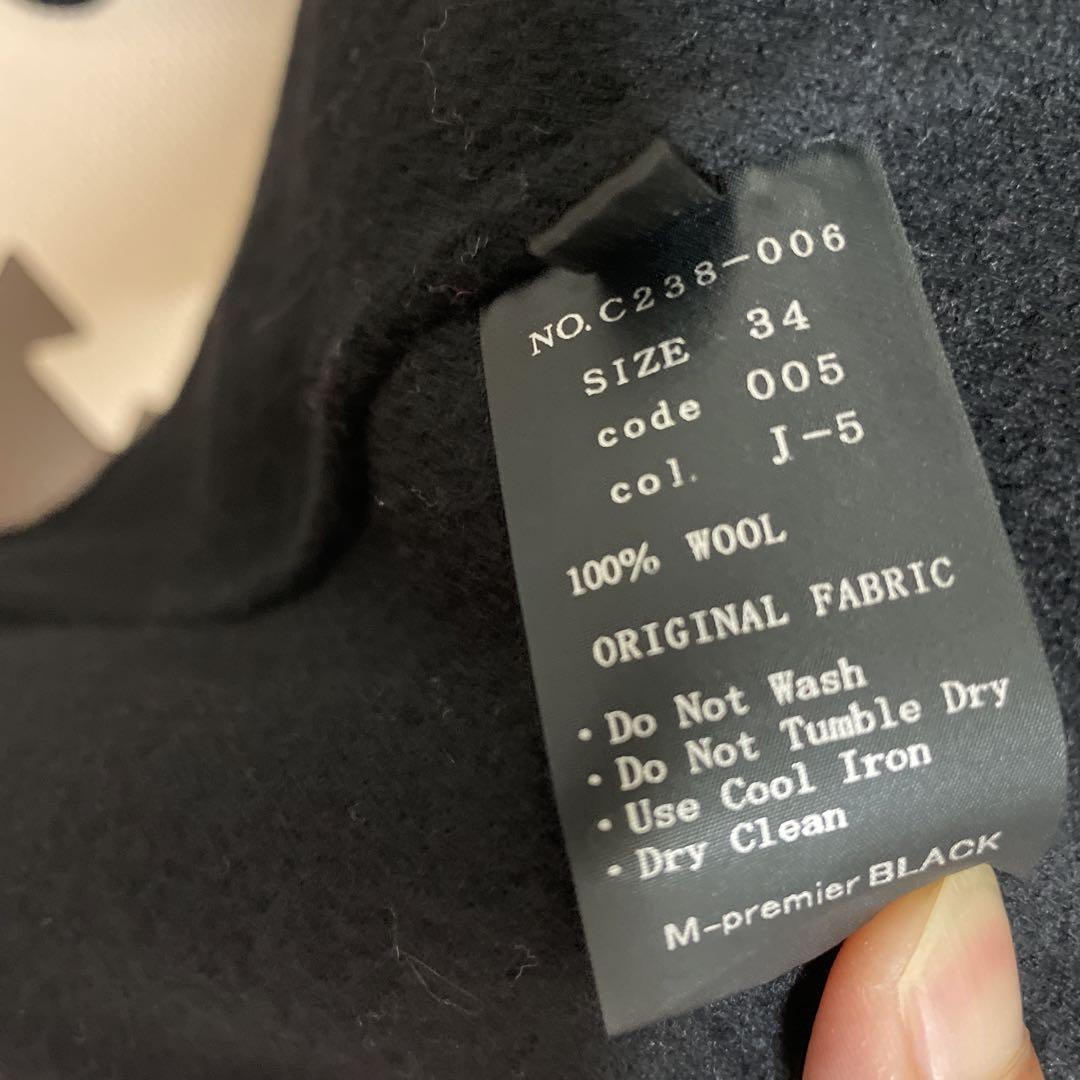 NO. C238-006
SIZE 34
code 005
col. J-5
100% WOOL
ORIGINAL FABRIC
・Do Not Wash
・Do Not Tumble Dry
・Use Cool Iron
・Dry Clean
M-premier BLACK